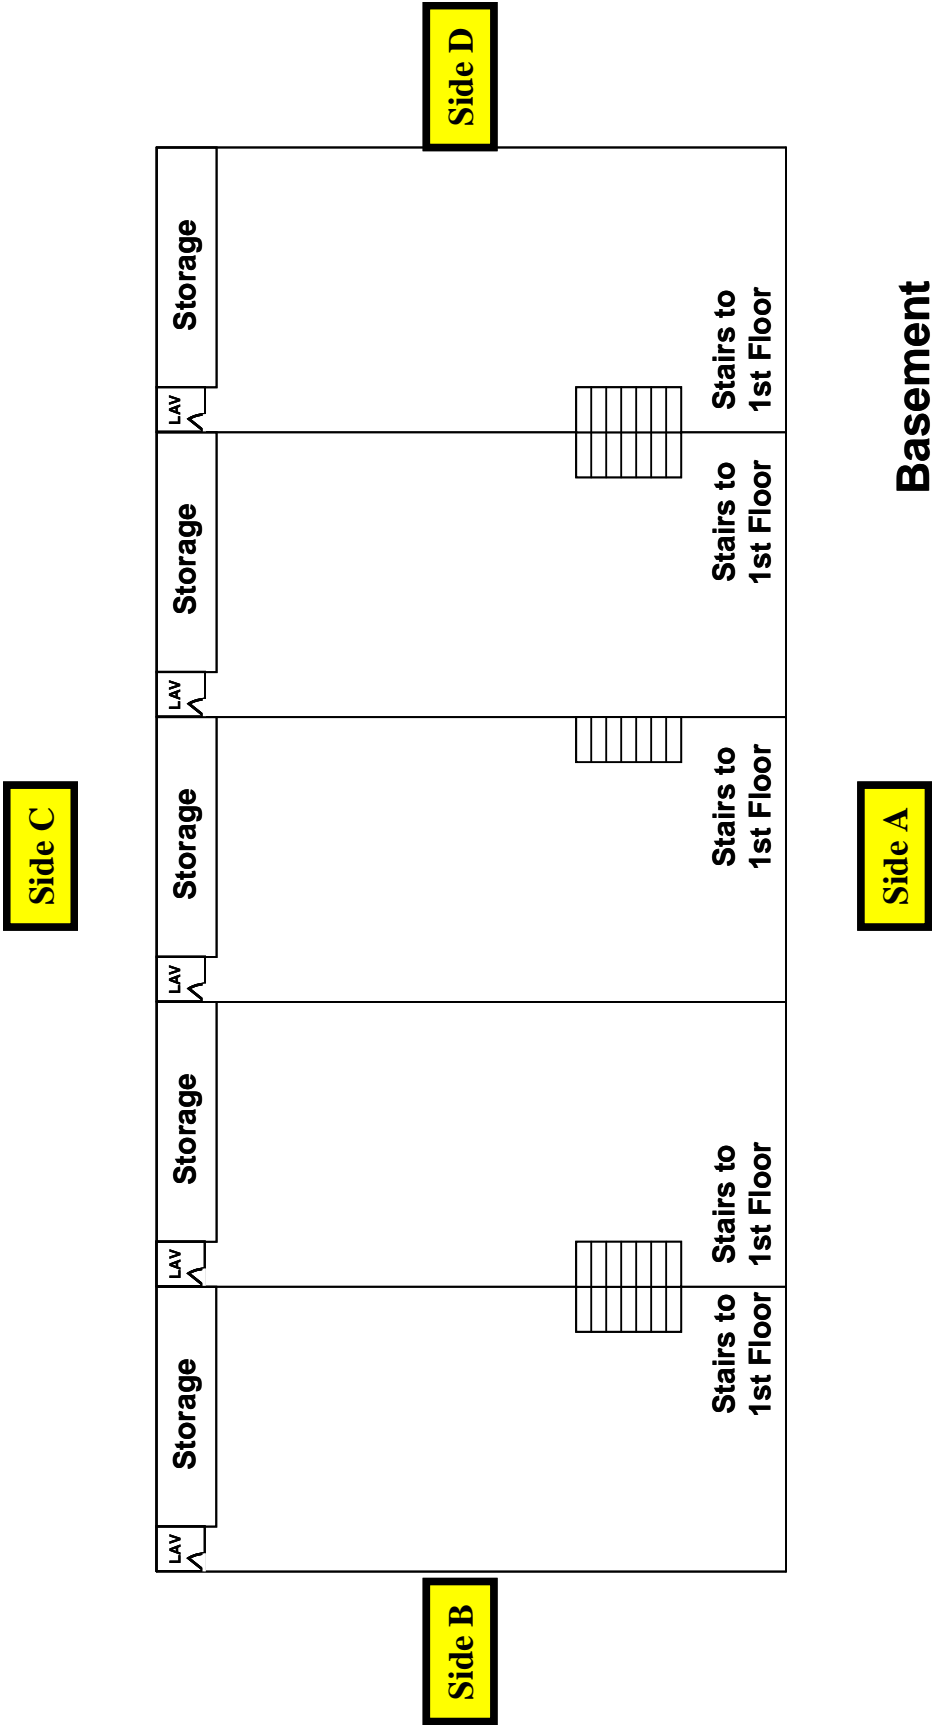 Side C
LAV
Storage
LAV
Storage
LAV
Storage
LAV
Storage
LAV
Storage
Side B
Side D
Stairs to
1st Floor
Stairs to
1st Floor
Stairs to
1st Floor
Stairs to
1st Floor
Stairs to
1st Floor
Side A
Basement